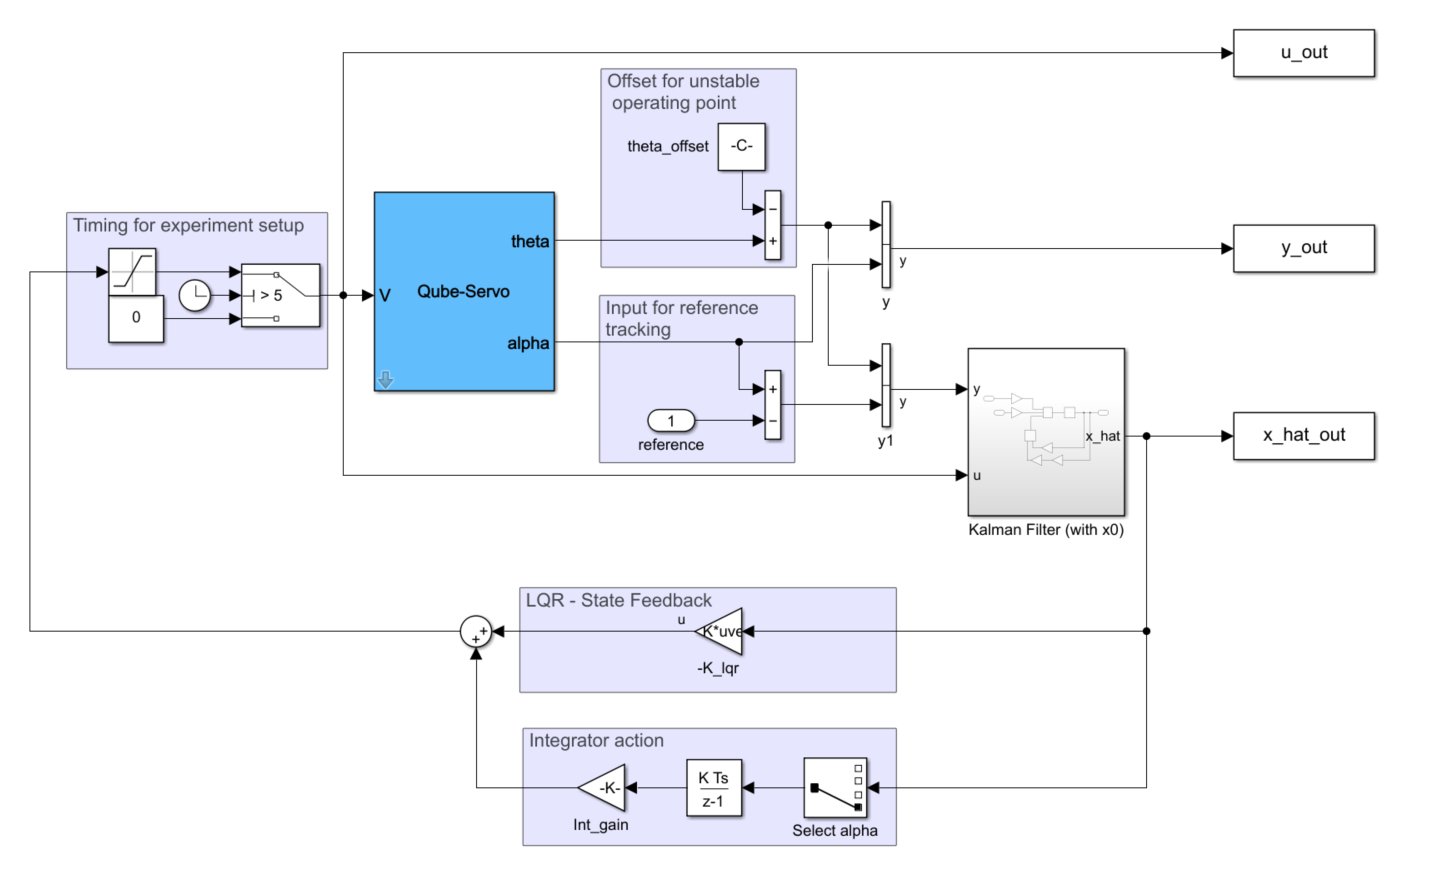 u_out
Offset for unstable
operating point
theta_offset
-C-
−
+
Timing for experiment setup
0
> 5
V
Qube-Servo
theta
alpha
y
y
y_out
Input for reference
tracking
+
−
1
reference
y
y1
y
u
x_hat
Kalman Filter (with x0)
x_hat_out
LQR - State Feedback
u
K*uve
-K_lqr
+
+
Integrator action
-K-
Int_gain
K Ts
z-1
Select alpha